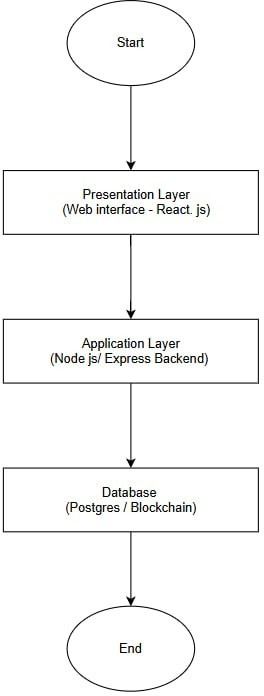 Start
Presentation Layer
(Web interface - React. js)
Application Layer
(Node js/ Express Backend)
Database
(Postgres / Blockchain)
End